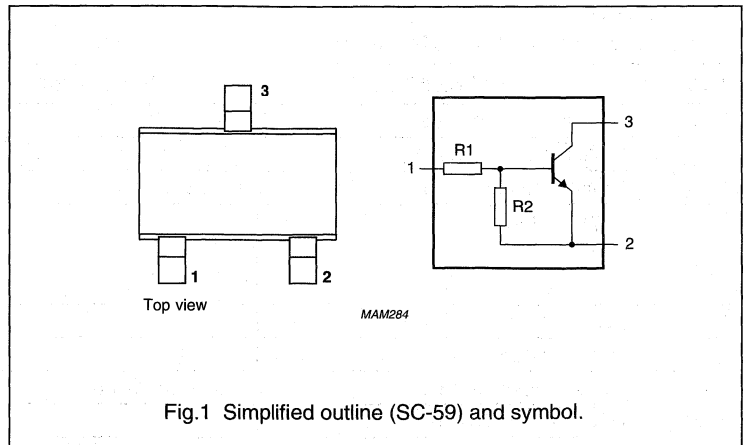 3
1
2
Top view
R1
R2
1
3
2
MAM284
Fig.1 Simplified outline (SC-59) and symbol.